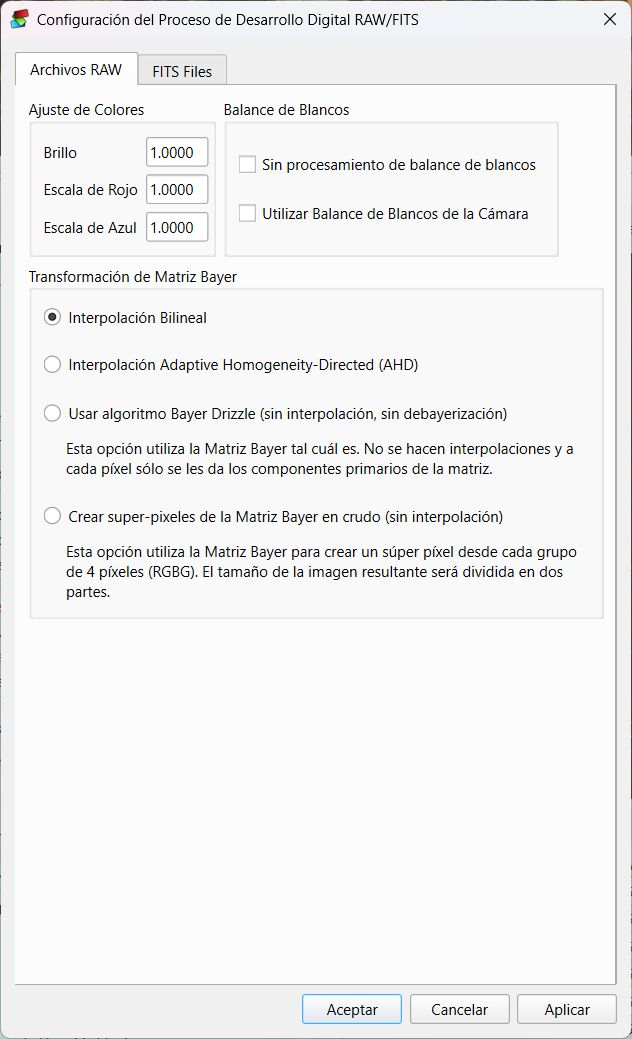 Configuración del Proceso de Desarrollo Digital RAW/FITS
Archivos RAW
FITS Files
Ajuste de Colores
Balance de Blancos
Brillo
1.0000
Sin procesamiento de balance de blancos
Escala de Rojo
1.0000
Utilizar Balance de Blancos de la Cámara
Escala de Azul
1.0000
Transformación de Matriz Bayer
Interpolación Bilineal
Interpolación Adaptive Homogeneity-Directed (AHD)
Usar algoritmo Bayer Drizzle (sin interpolación, sin debayerización)
Esta opción utiliza la Matriz Bayer tal cuál es. No se hacen interpolaciones y a
cada píxel sólo se les da los componentes primarios de la matriz.
Crear super-pixeles de la Matriz Bayer en crudo (sin interpolación)
Esta opción utiliza la Matriz Bayer para crear un súper píxel desde cada grupo
de 4 píxeles (RGBG). El tamaño de la imagen resultante será dividida en dos
partes.
Aceptar
Cancelar
Aplicar